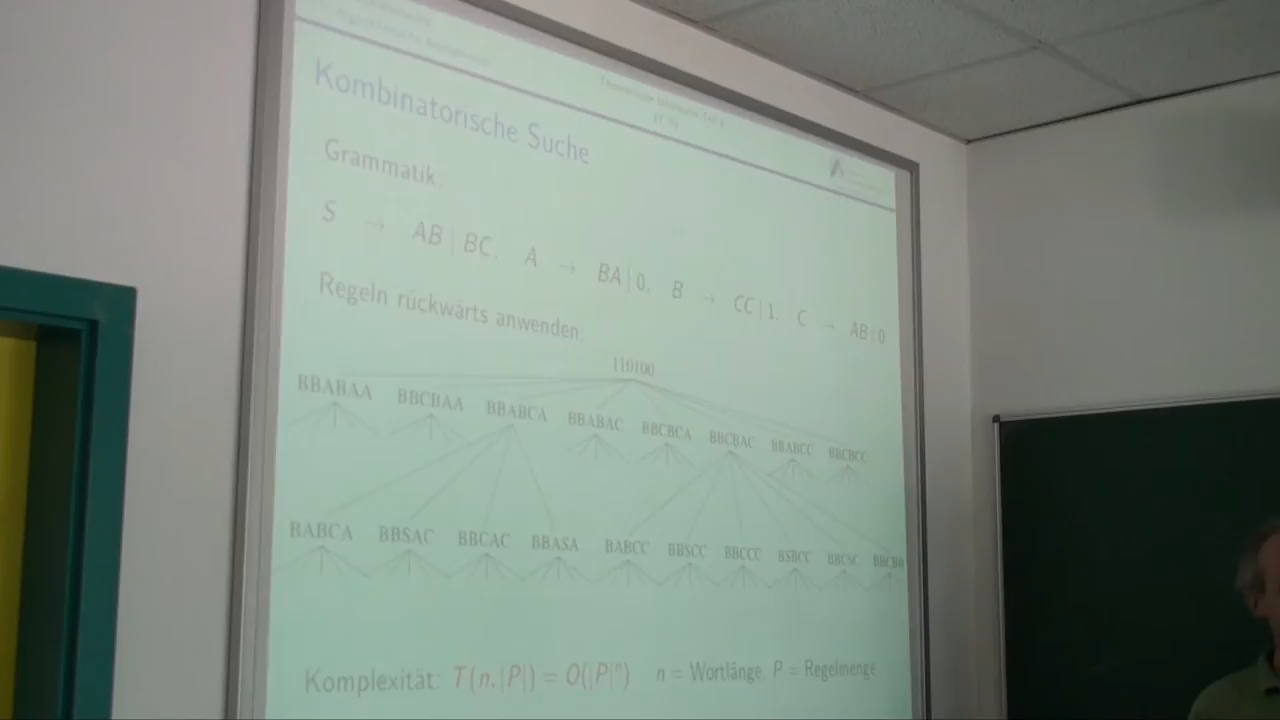 Kombinatorische Suche
Grammatik:
S → AB | BC, A → BA | 0, B → CC | 1, C → AB | 0
Regeln rückwärts anwenden:
110100
BBABAA BBCBAA BBABCA BBABAC BBCBCA BBCBAC BBABCC BBCBCC
BABCA BBSAC BBCAC BBASA BABCC BBSCC BBCCC BSBCC BBCSC
Komplexität: T(n, |P|) = O(|P|ⁿ) n = Wortlänge, P = Regelmenge